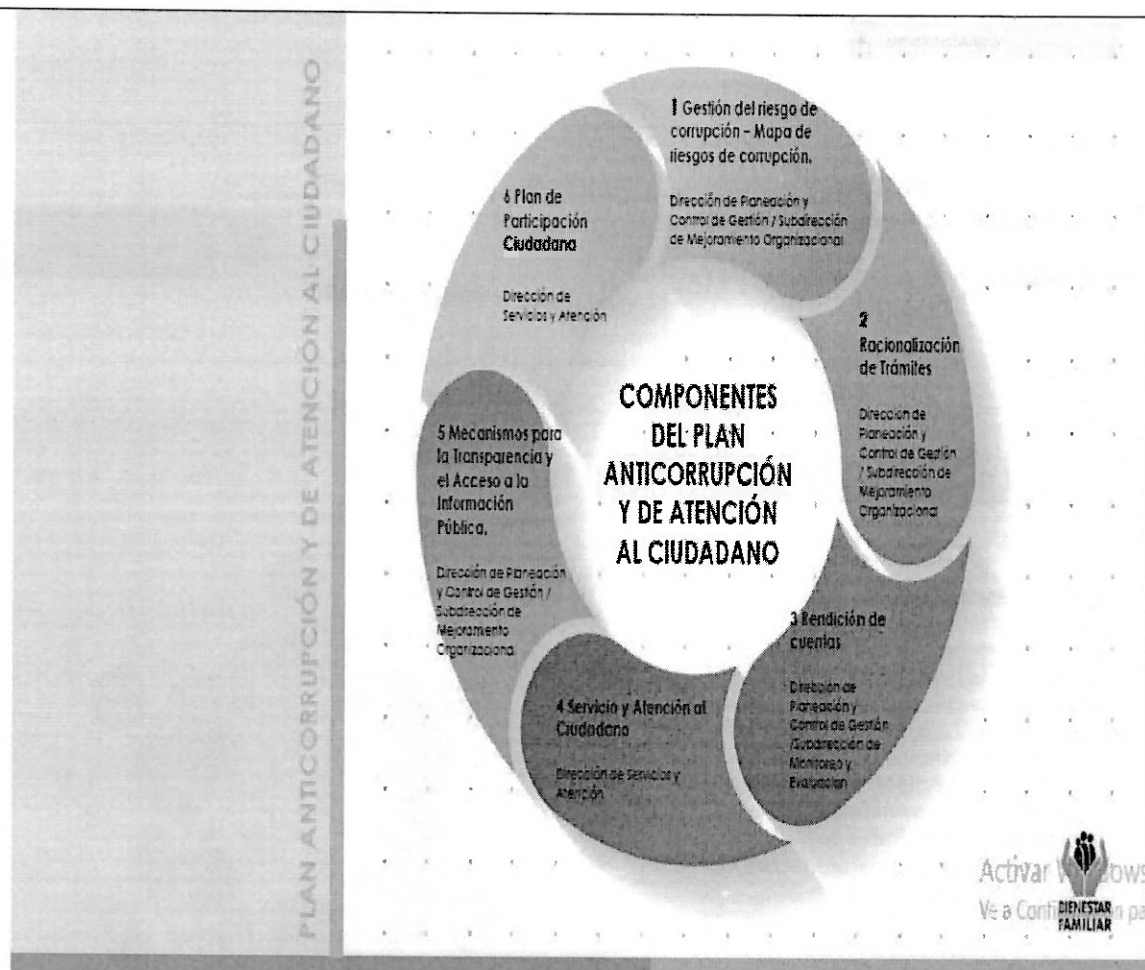 PLAN ANTICORRUPCIÓN Y DE ATENCIÓN AL CIUDADANO
1 Gestión del riesgo de
corrupción – Mapa de
riesgos de corrupción.
Dirección de Planeación y
Control de Gestión / Subdirección
de Mejoramiento Organizacional
2
Racionalización
de Trámites
Dirección de
Planeación y
Control de Gestión
/ Subdirección de
Mejoramiento
Organizacional
3 Rendición de
cuentas
Dirección de
Planeación y
Control de Gestión
/Subdirección de
Monitoreo y
Evaluación
4 Servicio y Atención al
Ciudadano
Dirección de Servicios y
Atención
5 Mecanismos para
la Transparencia y
el Acceso a la
Información
Pública.
Dirección de Planeación
y Control de Gestión /
Subdirección de
Mejoramiento
Organizacional
6 Plan de
Participación
Ciudadana
Dirección de
Servicios y Atención
COMPONENTES
DEL PLAN
ANTICORRUPCIÓN
Y DE ATENCIÓN
AL CIUDADANO
Activar
Ve a
BIENESTAR
FAMILIAR